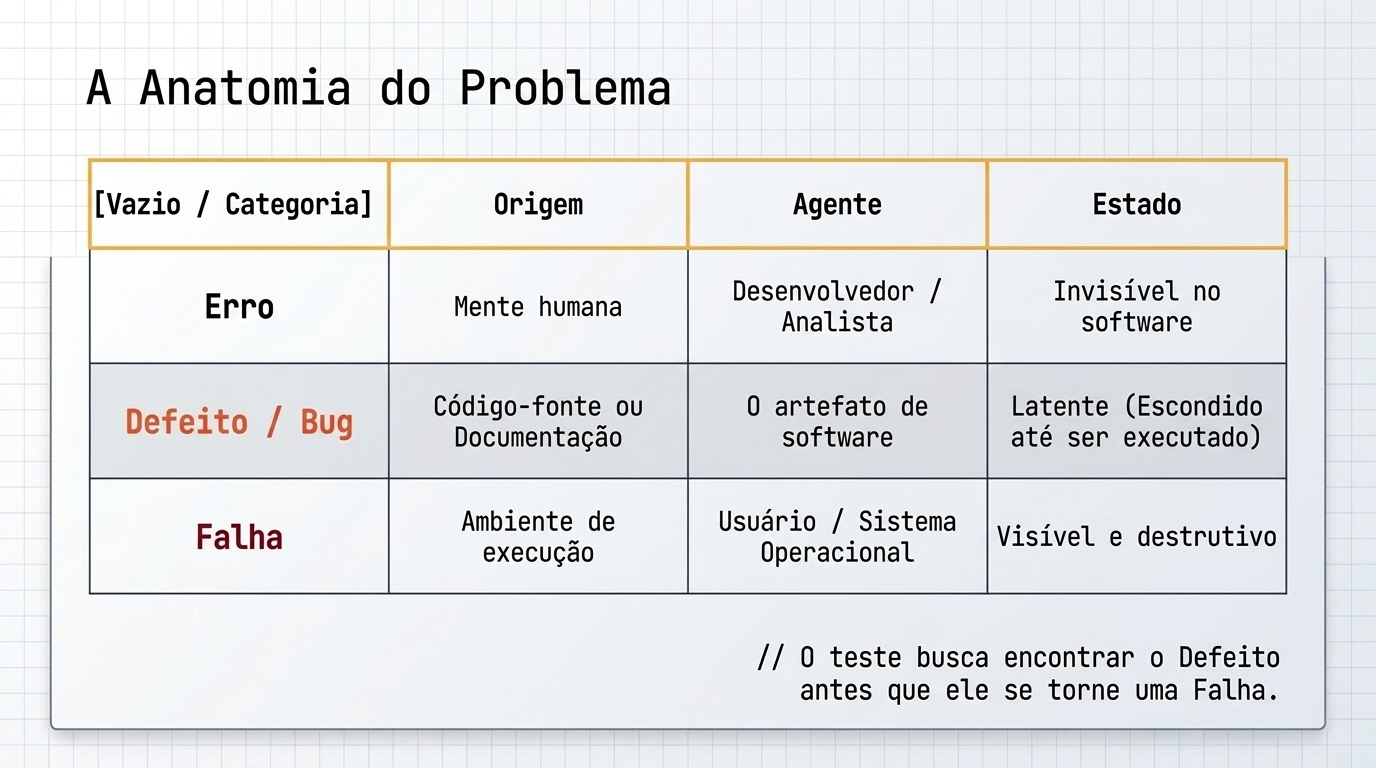 A Anatomia do Problema
[Vazio / Categoria]
Origem
Agente
Estado
Erro
Mente humana
Desenvolvedor /
Analista
Invisível no
software
Defeito / Bug
Código-fonte ou
Documentação
O artefato de
software
Latente (Escondido
até ser executado)
Falha
Ambiente de
execução
Usuário / Sistema
Operacional
Visível e destrutivo
// O teste busca encontrar o Defeito
antes que ele se torne uma Falha.